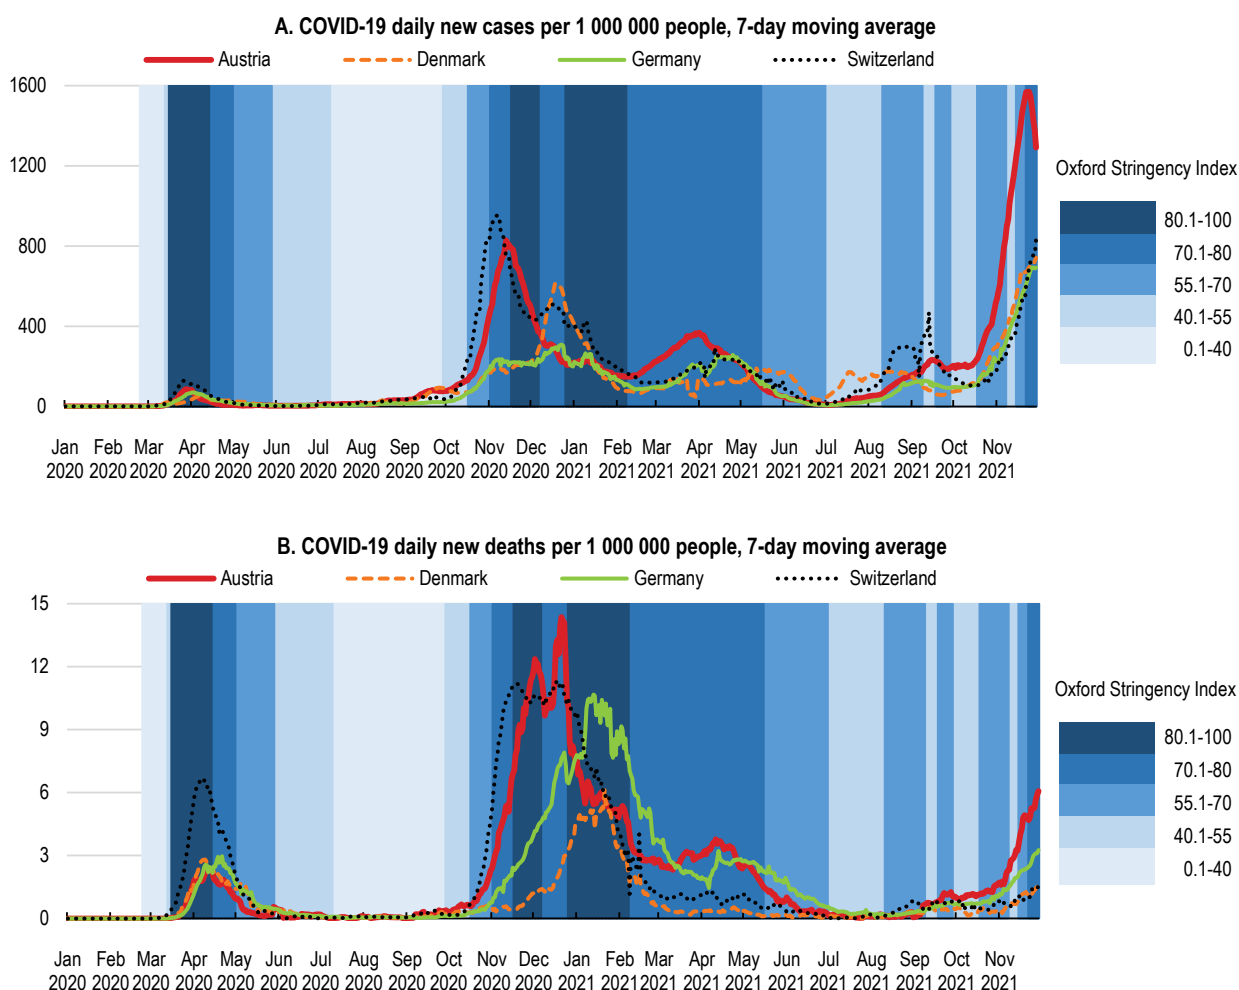 A. COVID-19 daily new cases per 1 000 000 people, 7-day moving average
Austria Denmark Germany Switzerland
1600
1200
800
400
0
Jan Feb Mar Apr May Jun Jul Aug Sep Oct Nov Dec Jan Feb Mar Apr May Jun Jul Aug Sep Oct Nov
2020 2020 2020 2020 2020 2020 2020 2020 2020 2020 2020 2020 2021 2021 2021 2021 2021 2021 2021 2021 2021 2021 2021
Oxford Stringency Index
80.1-100
70.1-80
55.1-70
40.1-55
0.1-40
B. COVID-19 daily new deaths per 1 000 000 people, 7-day moving average
Austria Denmark Germany Switzerland
15
12
9
6
3
0
Jan Feb Mar Apr May Jun Jul Aug Sep Oct Nov Dec Jan Feb Mar Apr May Jun Jul Aug Sep Oct Nov
2020 2020 2020 2020 2020 2020 2020 2020 2020 2020 2020 2020 2021 2021 2021 2021 2021 2021 2021 2021 2021 2021 2021
Oxford Stringency Index
80.1-100
70.1-80
55.1-70
40.1-55
0.1-40